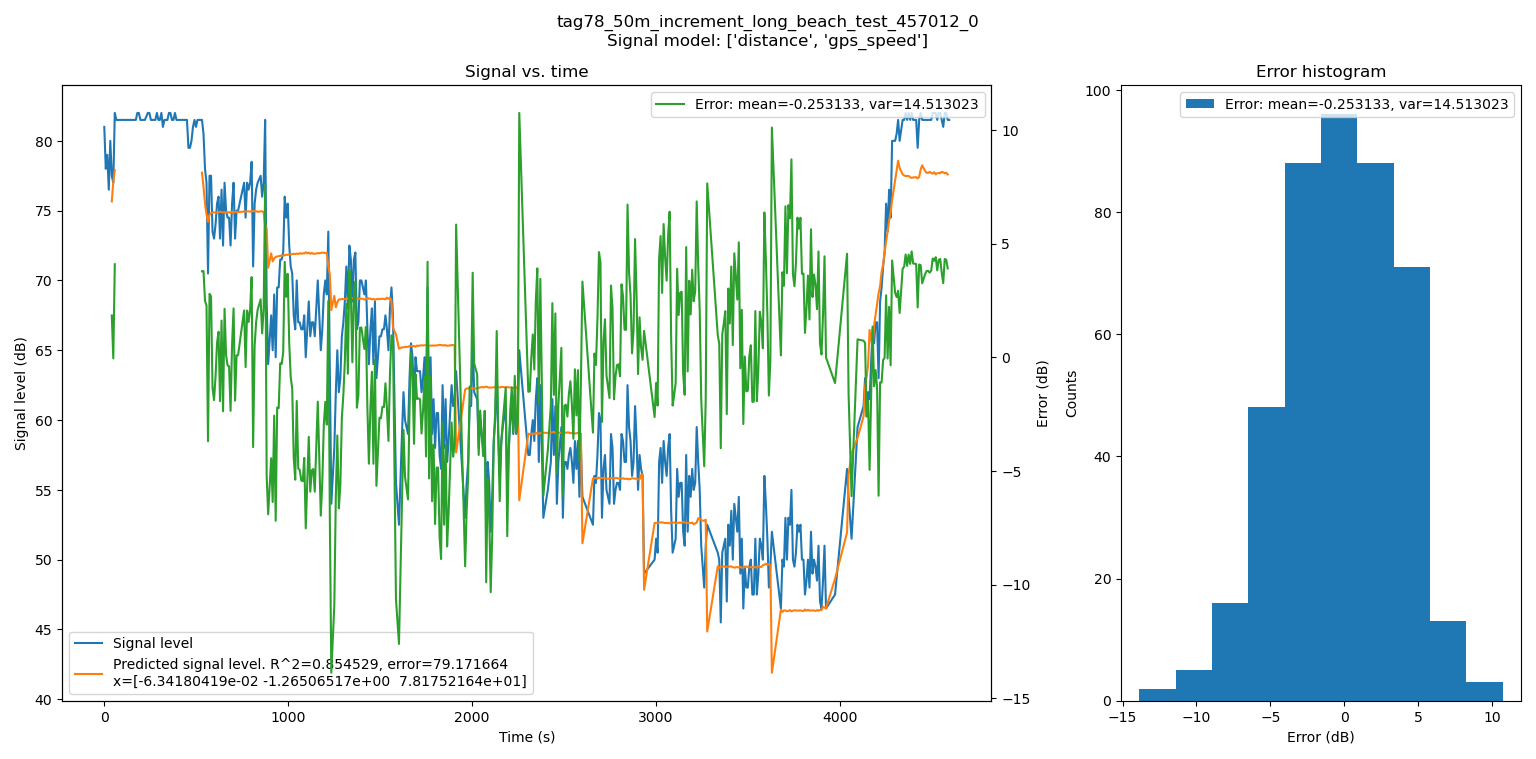 tag78_50m_increment_long_beach_test_457012_0
Signal model: ['distance', 'gps_speed']
Signal vs. time
Error: mean=-0.253133, var=14.513023
Signal level (dB)
80
75
70
65
60
55
50
45
40
10
5
0
−5
−10
−15
Error (dB)
Signal level
Predicted signal level. R^2=0.854529, error=79.171664
x=[-6.34180419e-02 -1.26506517e+00  7.81752164e+01]
0
1000
2000
3000
4000
Time (s)
Error histogram
Error: mean=-0.253133, var=14.513023
Counts
100
80
60
40
20
0
−15
−10
−5
0
5
10
Error (dB)